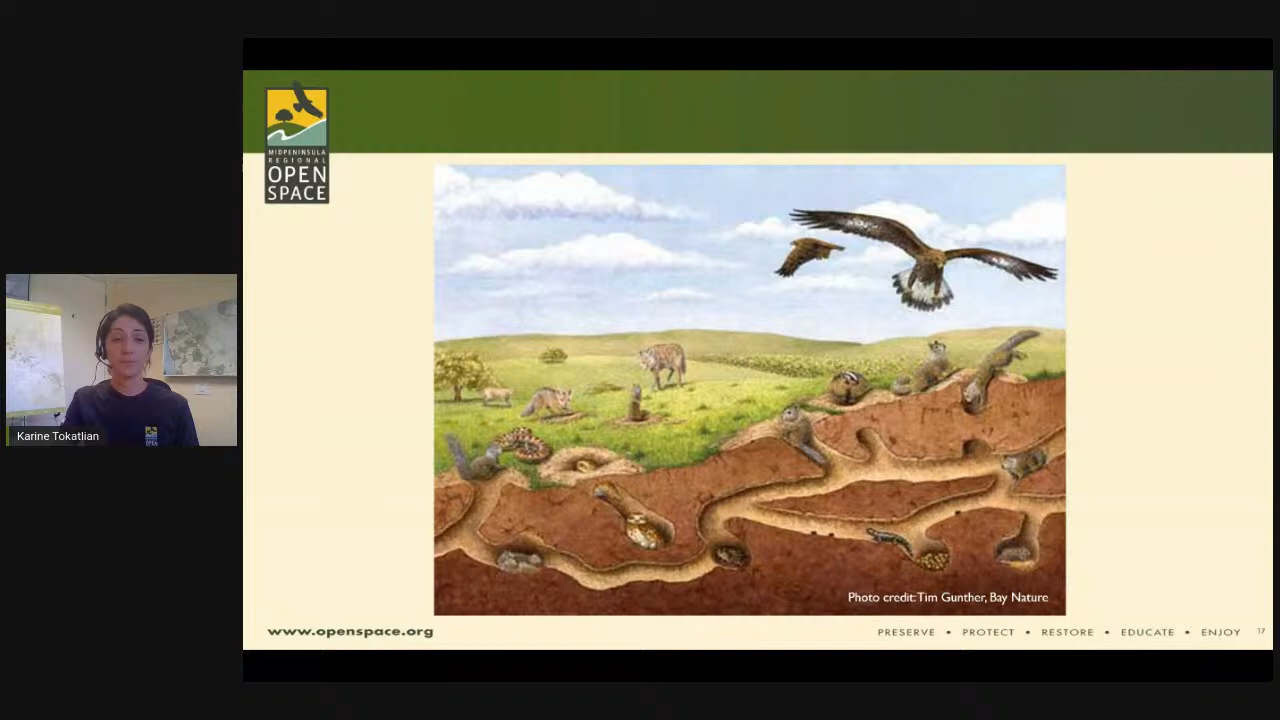 MIDPENINSULA
REGIONAL
OPEN
SPACE
Karine Tokatlian
Photo credit: Tim Gunther, Bay Nature
www.openspace.org
PRESERVE • PROTECT • RESTORE • EDUCATE • ENJOY 17